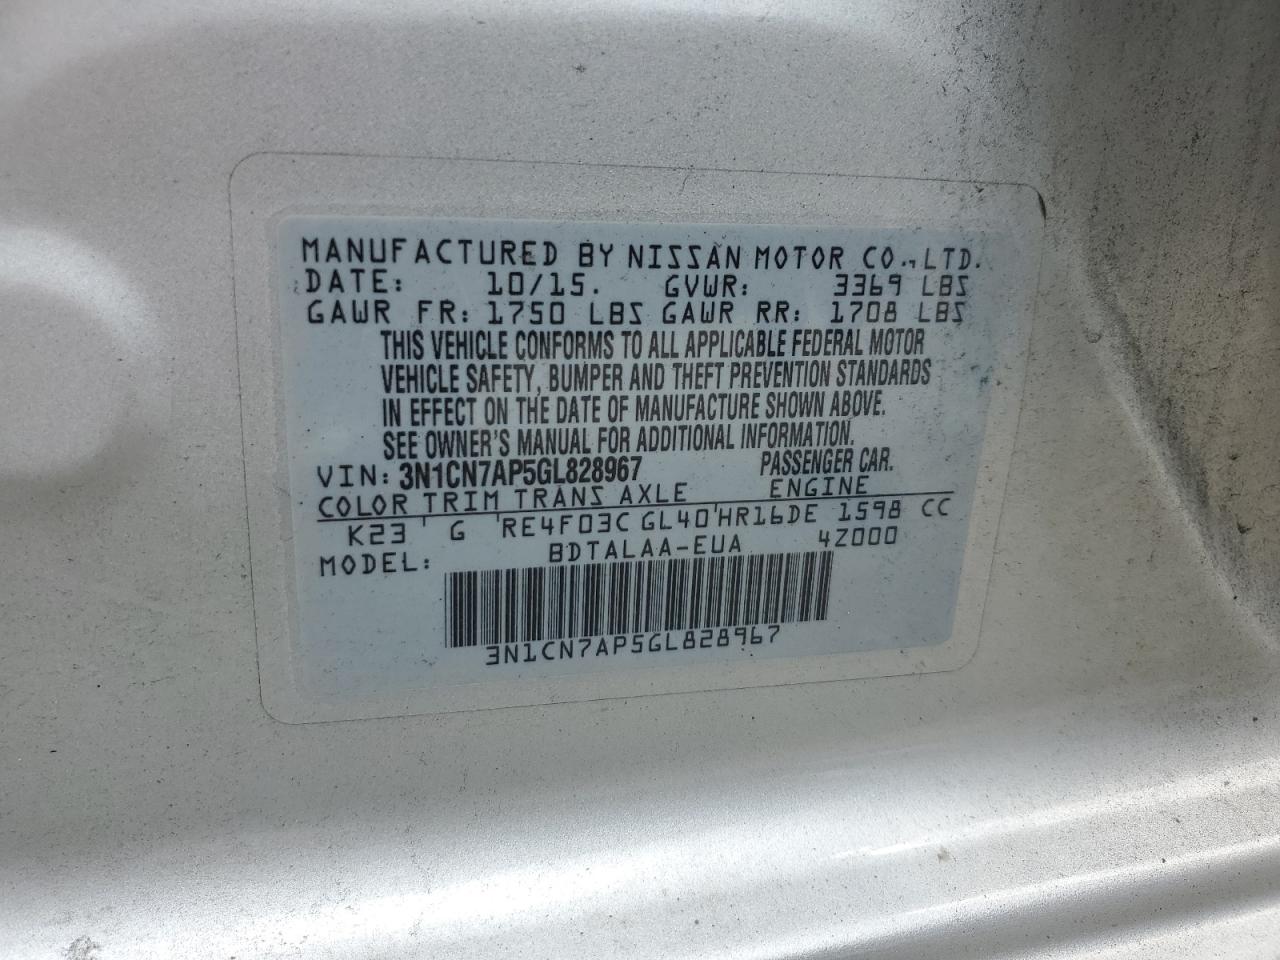 MANUFACTURED BY NISSAN MOTOR CO., LTD.
DATE: 10/15. GVWR: 3369 LBS
GAWR FR: 1750 LBS GAWR RR: 1708 LBS
THIS VEHICLE CONFORMS TO ALL APPLICABLE FEDERAL MOTOR
VEHICLE SAFETY, BUMPER AND THEFT PREVENTION STANDARDS
IN EFFECT ON THE DATE OF MANUFACTURE SHOWN ABOVE.
SEE OWNER'S MANUAL FOR ADDITIONAL INFORMATION.
VIN: 3N1CN7AP5GL828967 PASSENGER CAR.
COLOR TRIM TRANS AXLE ENGINE
K23 G RE4F03C GL40 HR16DE 1598 CC
MODEL: BDTALAA-EUA 4Z000
3N1CN7AP5GL828967